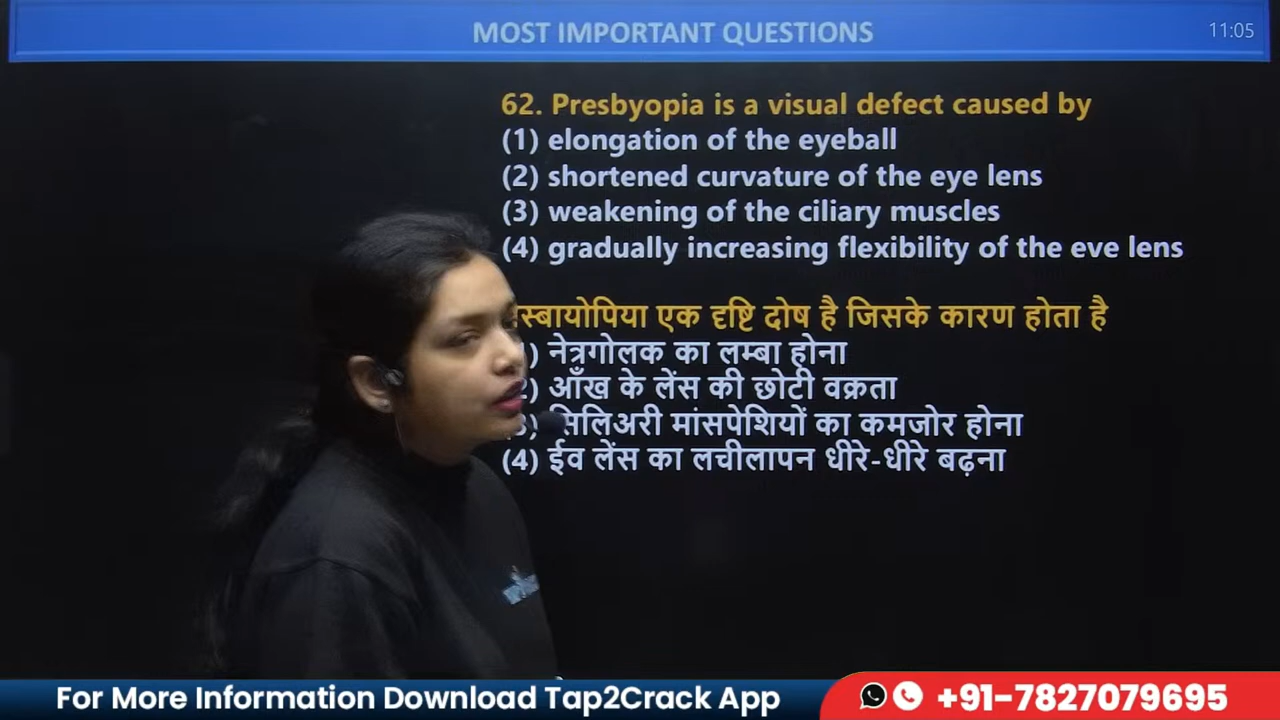 MOST IMPORTANT QUESTIONS
11:05
62. Presbyopia is a visual defect caused by
(1) elongation of the eyeball
(2) shortened curvature of the eye lens
(3) weakening of the ciliary muscles
(4) gradually increasing flexibility of the eve lens
एक दृष्टि दोष है जिसके कारण होता है
नेत्रगोलक का लम्बा होना
आँख के लेंस की छोटी वक्रता
सिलिअरी मांसपेशियों का कमजोर होना
(4) ईव लेंस का लचीलापन धीरे-धीरे बढ़ना
For More Information Download Tap2Crack App
+91-7827079695